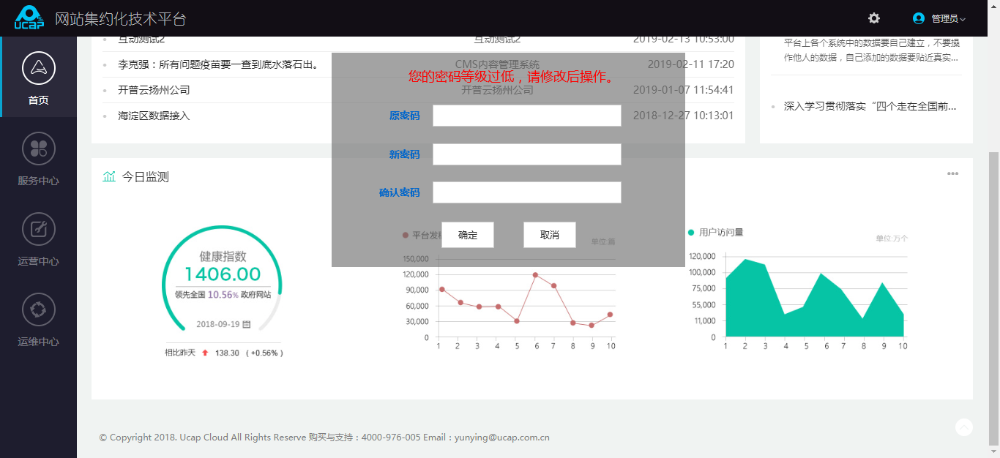 Ucap 网站集约化技术平台
管理员
首页
服务中心
运营中心
运维中心
互动测试2 互动测试2 2019-02-13 10:53:00
李克强：所有问题疫苗要一查到底水落石出。 CMS内容管理系统 2019-02-11 17:20
开普云扬州公司 开普云扬州公司 2019-01-07 11:54:41
海淀区数据接入 2018-12-27 10:13:01
平台上各个系统中的数据要自己建立，不要操
作他人的数据，自己添加的数据要贴近真实...
深入学习贯彻落实“四个走在全国前...
您的密码等级过低，请修改后操作。
原密码
新密码
确认密码
确定 取消
今日监测
健康指数
1406.00
领先全国 10.56% 政府网站
2018-09-19
相比昨天 138.30 ( +0.56% )
平台发
单位:篇
150,000
120,000
90,000
60,000
30,000
0
1 2 3 4 5 6 7 8 9 10
用户访问量
单位:万个
120,000
100,000
75,000
55,000
11,000
0
1 2 3 4 5 6 7 8 9 10
© Copyright 2018. Ucap Cloud All Rights Reserve 购买与支持：4000-976-005 Email：yunying@ucap.com.cn